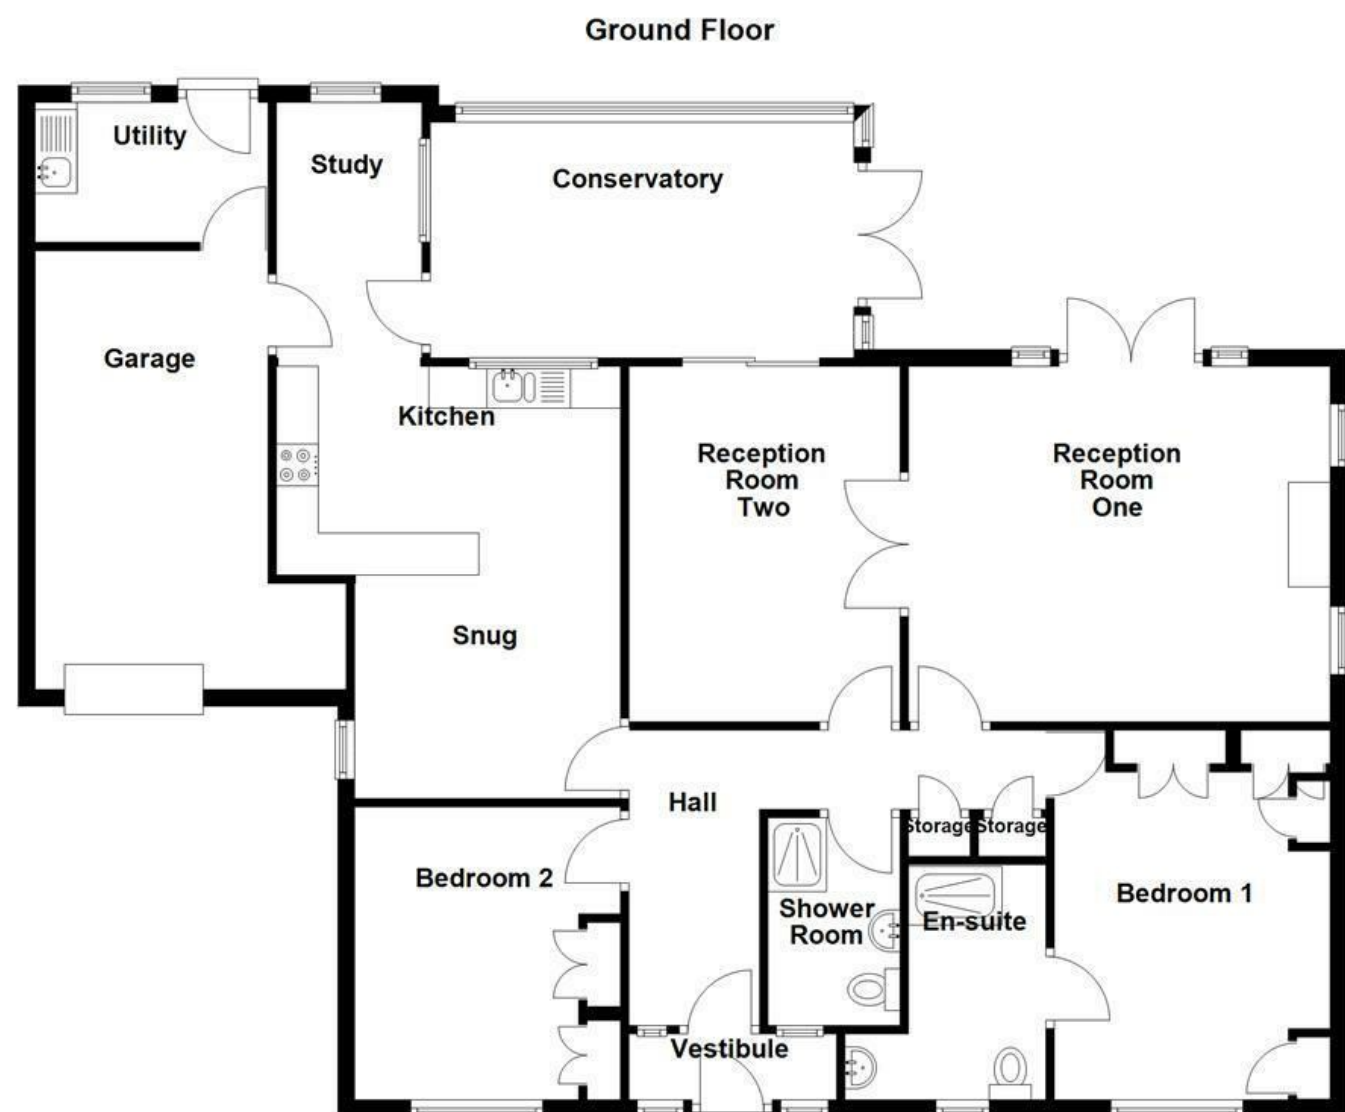 Ground Floor
Utility
Study
Conservatory
Garage
Kitchen
Reception
Room
Two
Reception
Room
One
Snug
Hall
Storage
Storage
Bedroom 2
Bedroom 1
Shower
Room
En-suite
Vestibule